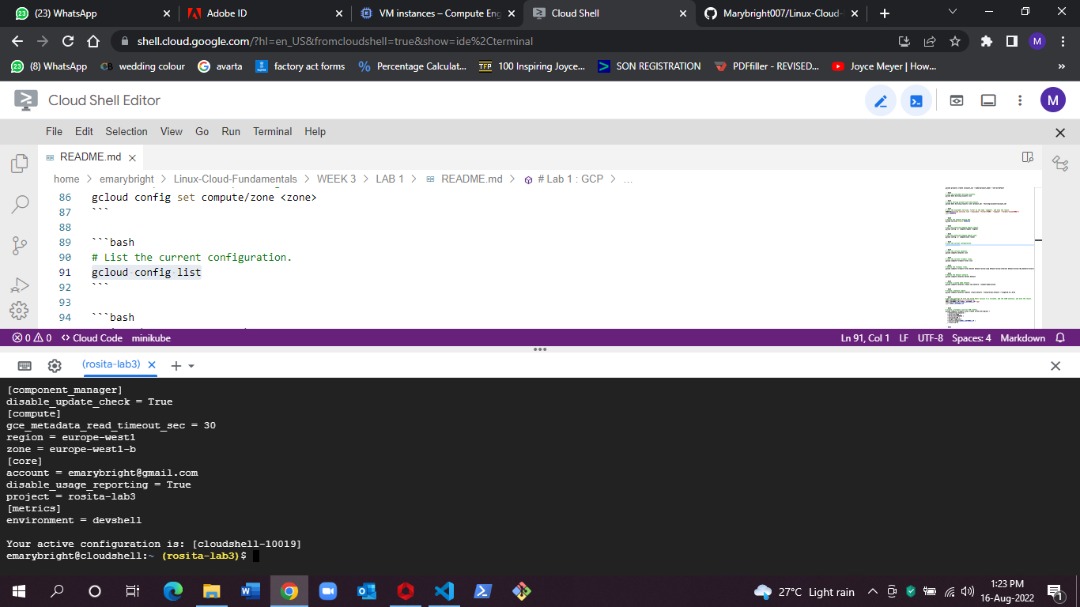 (23) WhatsApp
Adobe ID
VM instances – Compute Eng
Cloud Shell
Marybright007/Linux-Cloud-
shell.cloud.google.com/?hl=en_US&fromcloudshell=true&show=ide%2Cterminal
M
(8) WhatsApp
wedding colour
avarta
factory act forms
Percentage Calculat...
100 Inspiring Joyce...
SON REGISTRATION
PDFfiller - REVISED...
Joyce Meyer | How...
»
Cloud Shell Editor
M
File Edit Selection View Go Run Terminal Help
README.md
home > emarybright > Linux-Cloud-Fundamentals > WEEK 3 > LAB 1 > README.md > # Lab 1 : GCP > ...
86 gcloud config set compute/zone <zone>
87 ```
88
89 ```bash
90 # List the current configuration.
91 gcloud config list
92 ```
93
94 ```bash
0 0 <> Cloud Code minikube
Ln 91, Col 1 LF UTF-8 Spaces: 4 Markdown
(rosita-lab3)
[component_manager]
disable_update_check = True
[compute]
gce_metadata_read_timeout_sec = 30
region = europe-west1
zone = europe-west1-b
[core]
account = emarybright@gmail.com
disable_usage_reporting = True
project = rosita-lab3
[metrics]
environment = devshell
Your active configuration is: [cloudshell-10019]
emarybright@cloudshell:~ (rosita-lab3)$
27°C Light rain
1:23 PM
16-Aug-2022
1